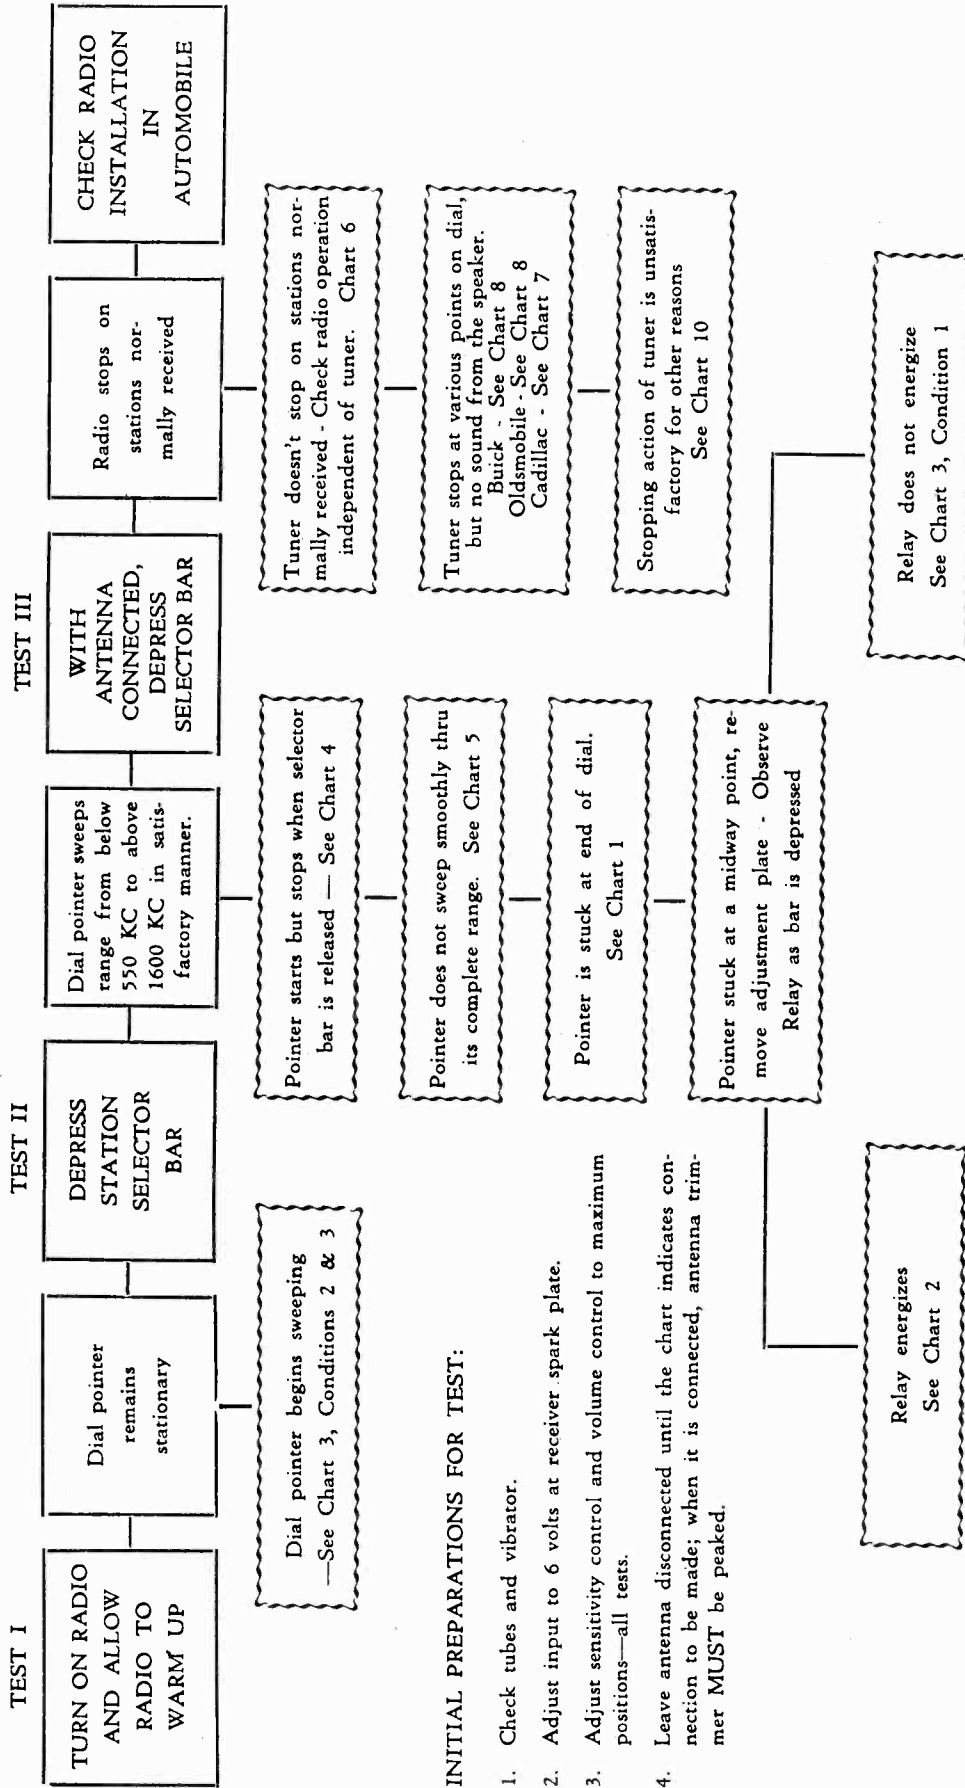 TEST I
TURN ON RADIO
AND ALLOW
RADIO TO
WARM UP
Dial pointer
remains
stationary
Dial pointer begins sweeping
—See Chart 3, Conditions 2 & 3
TEST II
DEPRESS
STATION
SELECTOR
BAR
Dial pointer sweeps
range from below
550 KC to above
1600 KC in satis-
factory manner.
Pointer starts but stops when selector
bar is released — See Chart 4
Pointer does not sweep smoothly thru
its complete range. See Chart 5
Pointer is stuck at end of dial.
See Chart 1
Pointer stuck at a midway point, re-
move adjustment plate - Observe
Relay as bar is depressed
Relay energizes
See Chart 2
Relay does not energize
See Chart 3, Condition 1
TEST III
WITH
ANTENNA
CONNECTED,
DEPRESS
SELECTOR BAR
Radio stops on
stations nor-
mally received
Tuner doesn't stop on stations nor-
mally received - Check radio operation
independent of tuner. Chart 6
Tuner stops at various points on dial,
but no sound from the speaker.
Buick - See Chart 8
Oldsmobile - See Chart 8
Cadillac - See Chart 7
Stopping action of tuner is unsatis-
factory for other reasons
See Chart 10
CHECK RADIO
INSTALLATION
IN
AUTOMOBILE
INITIAL PREPARATIONS FOR TEST:
1. Check tubes and vibrator.
2. Adjust input to 6 volts at receiver spark plate.
3. Adjust sensitivity control and volume control to maximum
positions—all tests.
4. Leave antenna disconnected until the chart indicates con-
nection to be made; when it is connected, antenna trim-
mer MUST be peaked.